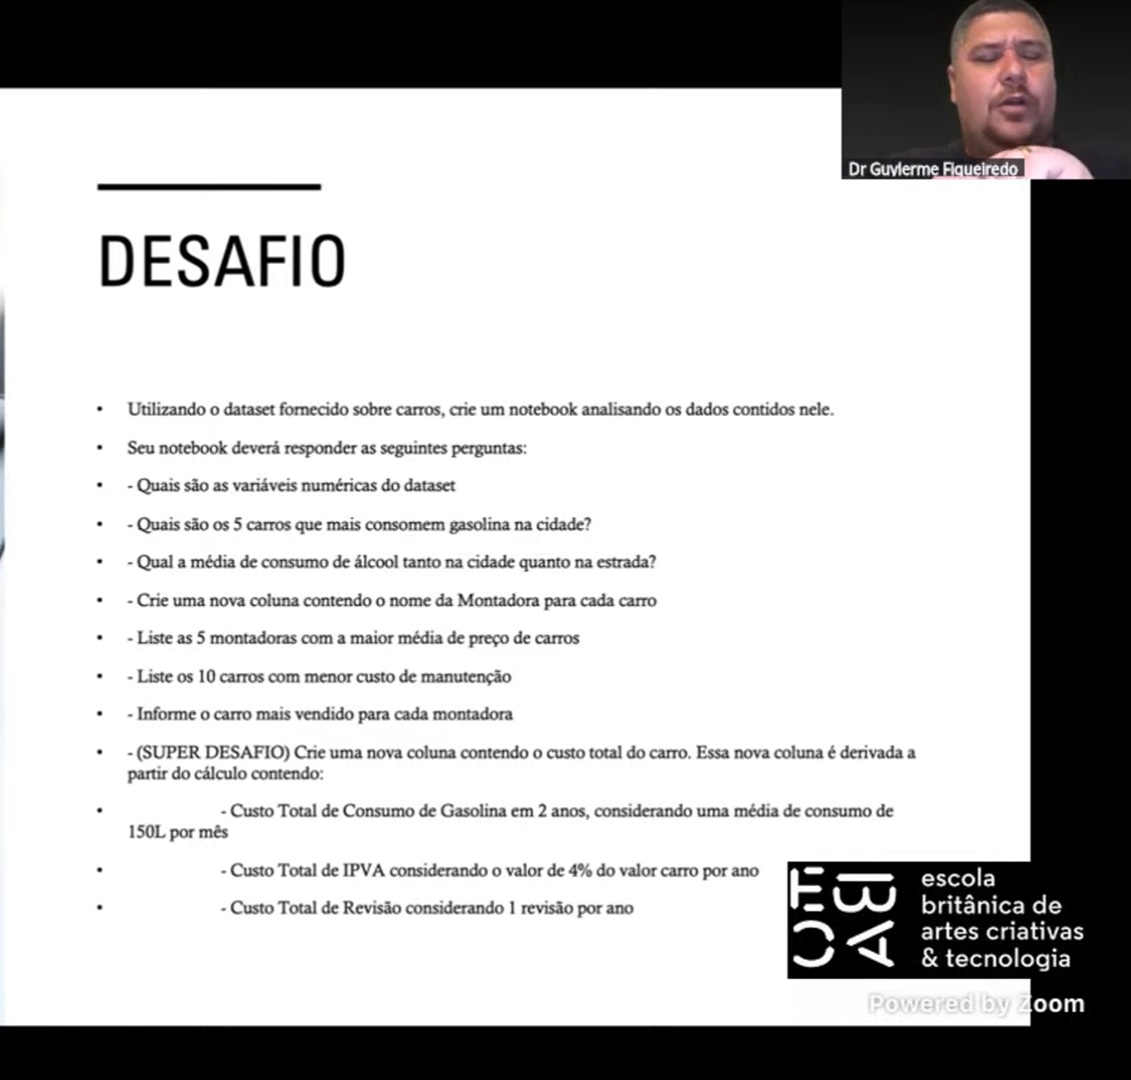 Dr Guylerme Figueiredo
DESAFIO
• Utilizando o dataset fornecido sobre carros, crie um notebook analisando os dados contidos nele.
• Seu notebook deverá responder as seguintes perguntas:
• - Quais são as variáveis numéricas do dataset
• - Quais são os 5 carros que mais consomem gasolina na cidade?
• - Qual a média de consumo de álcool tanto na cidade quanto na estrada?
• - Crie uma nova coluna contendo o nome da Montadora para cada carro
• - Liste as 5 montadoras com a maior média de preço de carros
• - Liste os 10 carros com menor custo de manutenção
• - Informe o carro mais vendido para cada montadora
• - (SUPER DESAFIO) Crie uma nova coluna contendo o custo total do carro. Essa nova coluna é derivada a
partir do cálculo contendo:
• - Custo Total de Consumo de Gasolina em 2 anos, considerando uma média de consumo de
150L por mês
• - Custo Total de IPVA considerando o valor de 4% do valor carro por ano
• - Custo Total de Revisão considerando 1 revisão por ano
escola
britânica de
artes criativas
& tecnologia
Powered by Zoom